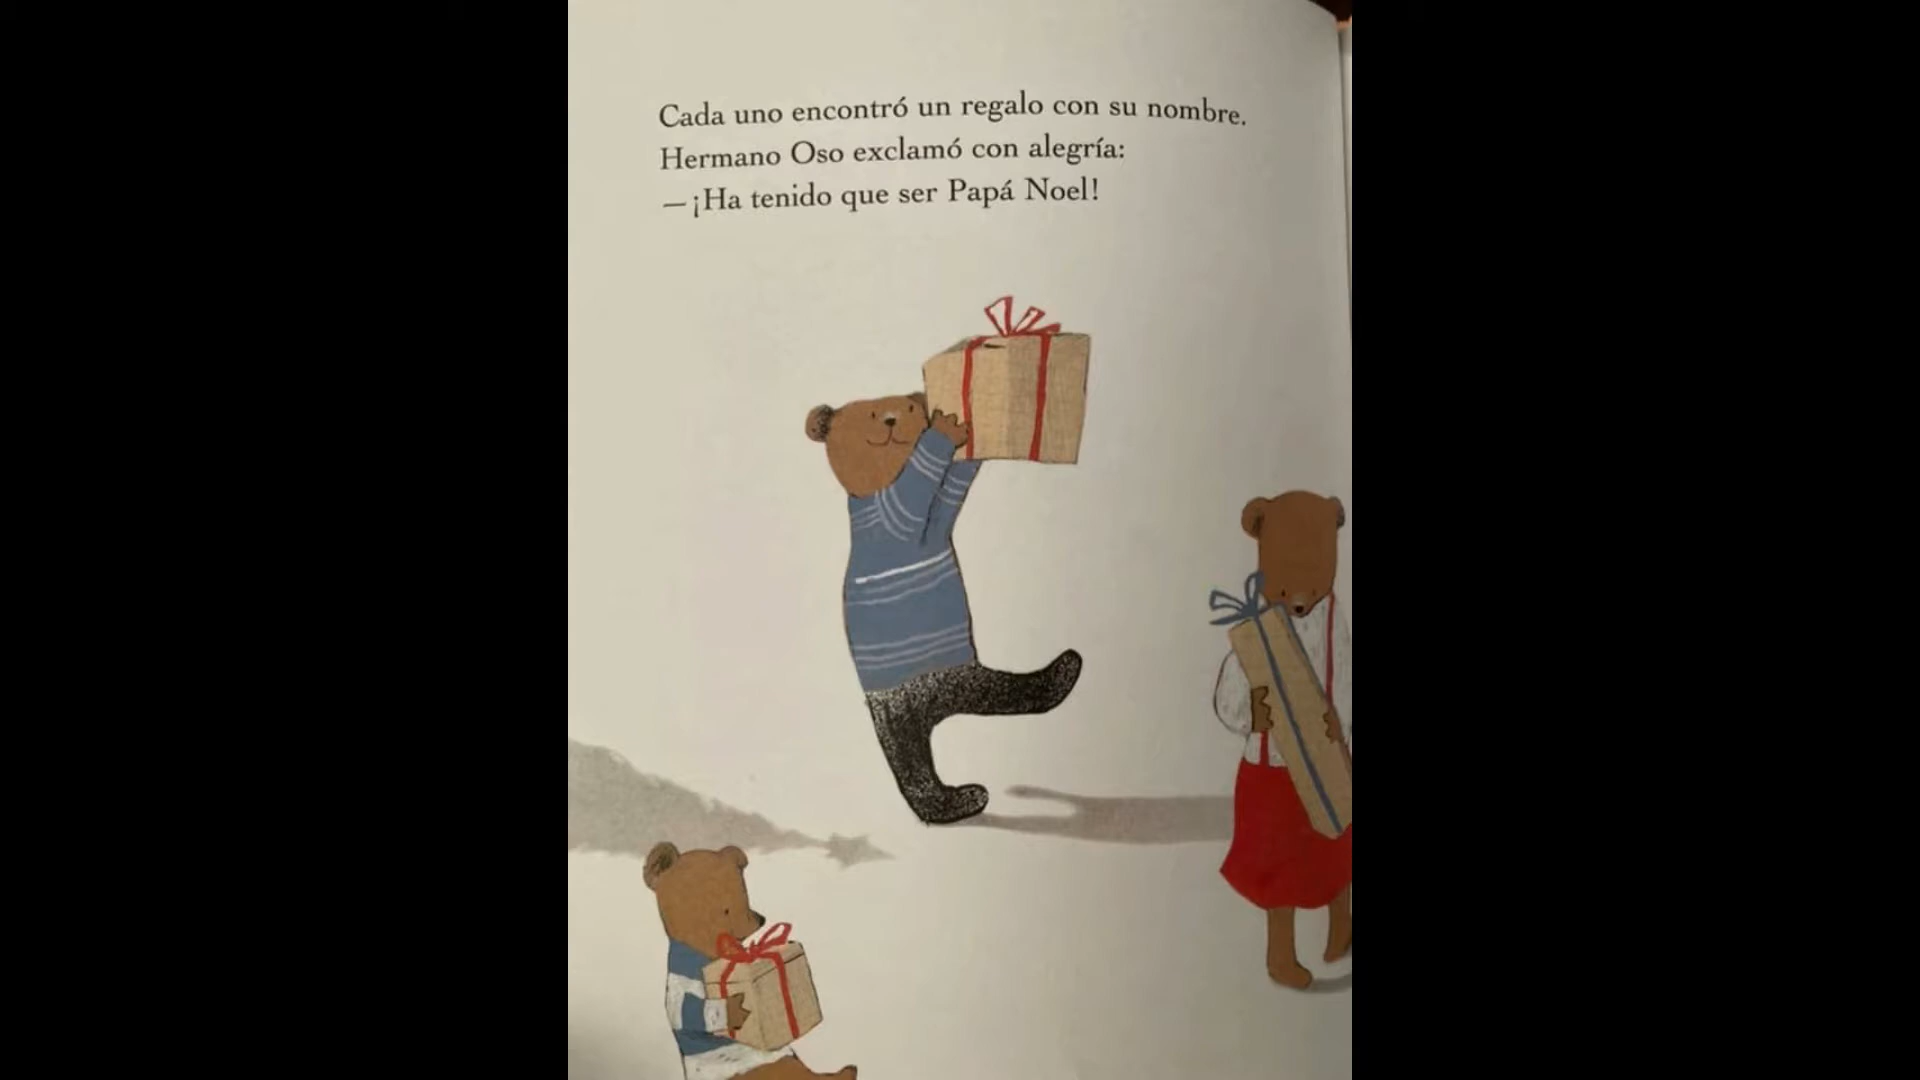 Cada uno encontró un regalo con su nombre.
Hermano Oso exclamó con alegría:
—¡Ha tenido que ser Papá Noel!